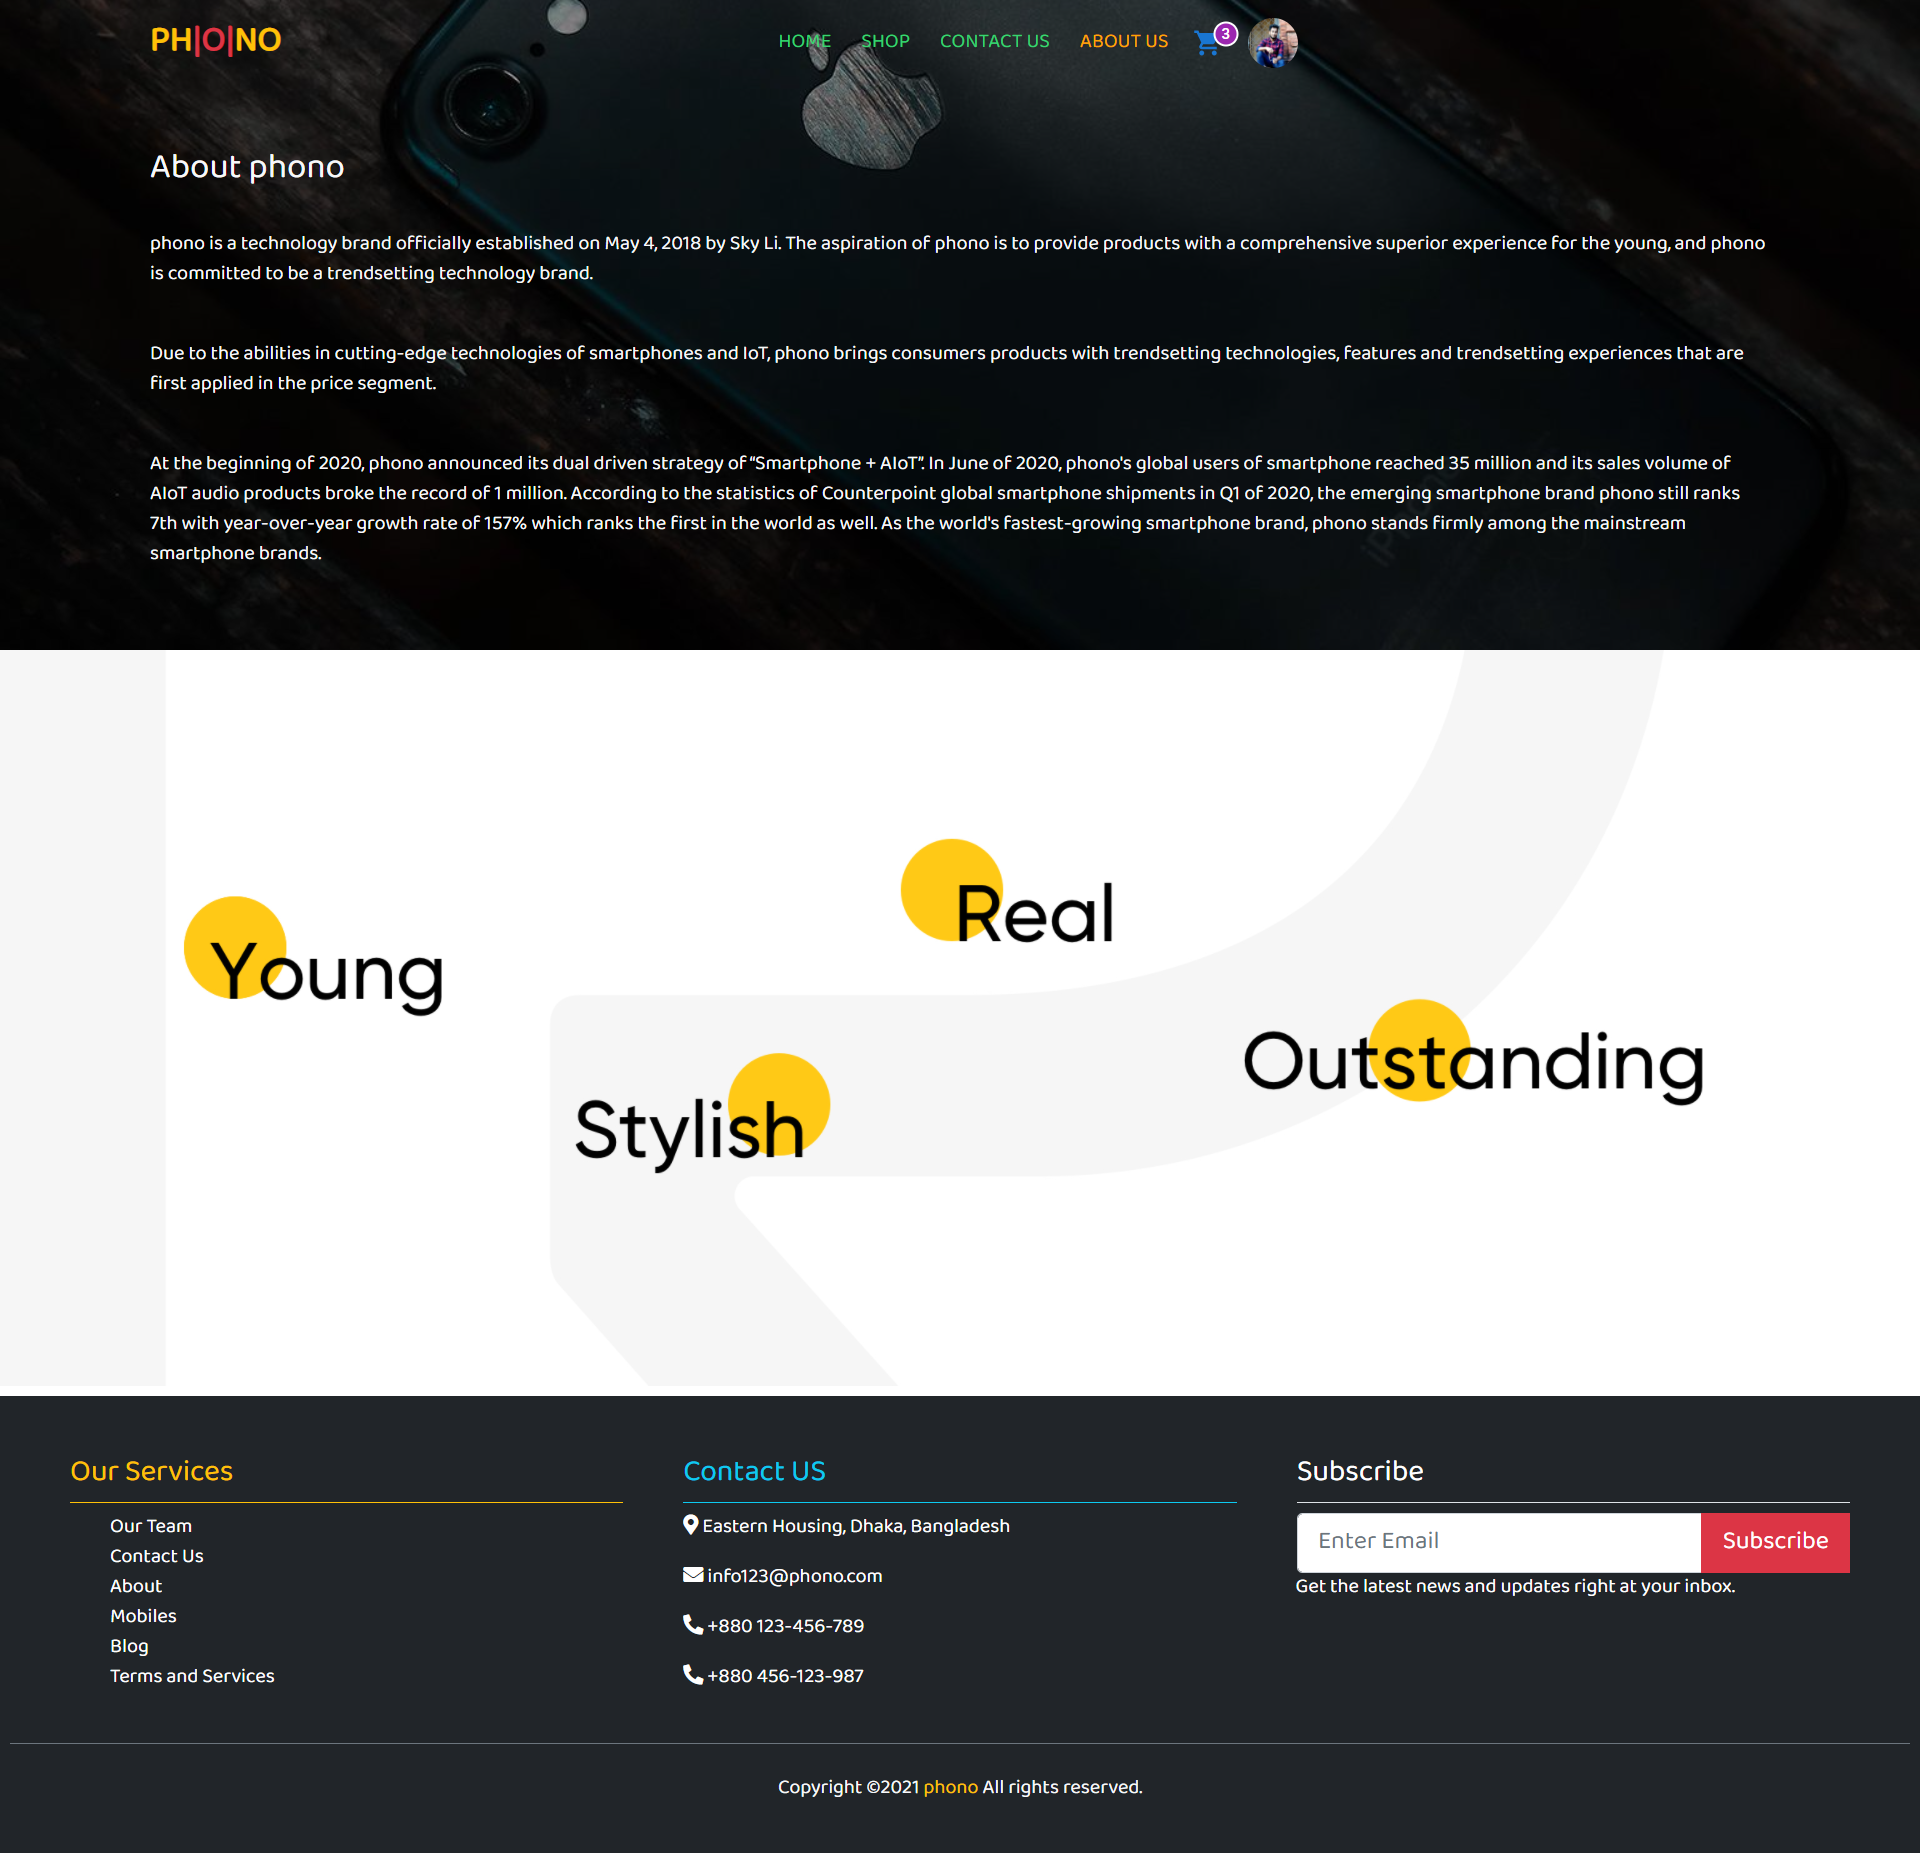 PH|O|NO
HOME SHOP CONTACT US ABOUT US 3
About phono
phono is a technology brand officially established on May 4, 2018 by Sky Li. The aspiration of phono is to provide products with a comprehensive superior experience for the young, and phono
is committed to be a trendsetting technology brand.
Due to the abilities in cutting-edge technologies of smartphones and IoT, phono brings consumers products with trendsetting technologies, features and trendsetting experiences that are
first applied in the price segment.
At the beginning of 2020, phono announced its dual driven strategy of “Smartphone + AIoT”. In June of 2020, phono's global users of smartphone reached 35 million and its sales volume of
AIoT audio products broke the record of 1 million. According to the statistics of Counterpoint global smartphone shipments in Q1 of 2020, the emerging smartphone brand phono still ranks
7th with year-over-year growth rate of 157% which ranks the first in the world as well. As the world's fastest-growing smartphone brand, phono stands firmly among the mainstream
smartphone brands.
iPhone
Real
Young
Outstanding
Stylish
Our Services
Our Team
Contact Us
About
Mobiles
Blog
Terms and Services
Contact US
Eastern Housing, Dhaka, Bangladesh
info123@phono.com
+880 123-456-789
+880 456-123-987
Subscribe
Enter Email Subscribe
Get the latest news and updates right at your inbox.
Copyright ©2021 phono All rights reserved.